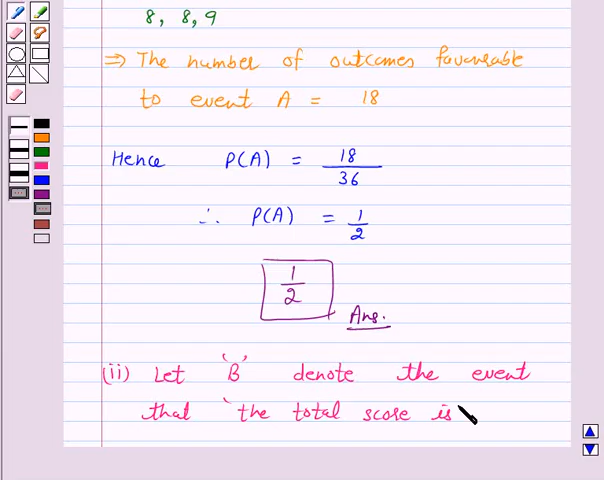 8, 8, 9
⇒ The number of outcomes favourable
to event A = 18
Hence P(A) = 18/36
∴ P(A) = 1/2
1/2
Ans.
(ii) Let 'B' denote the event
that 'the total score is